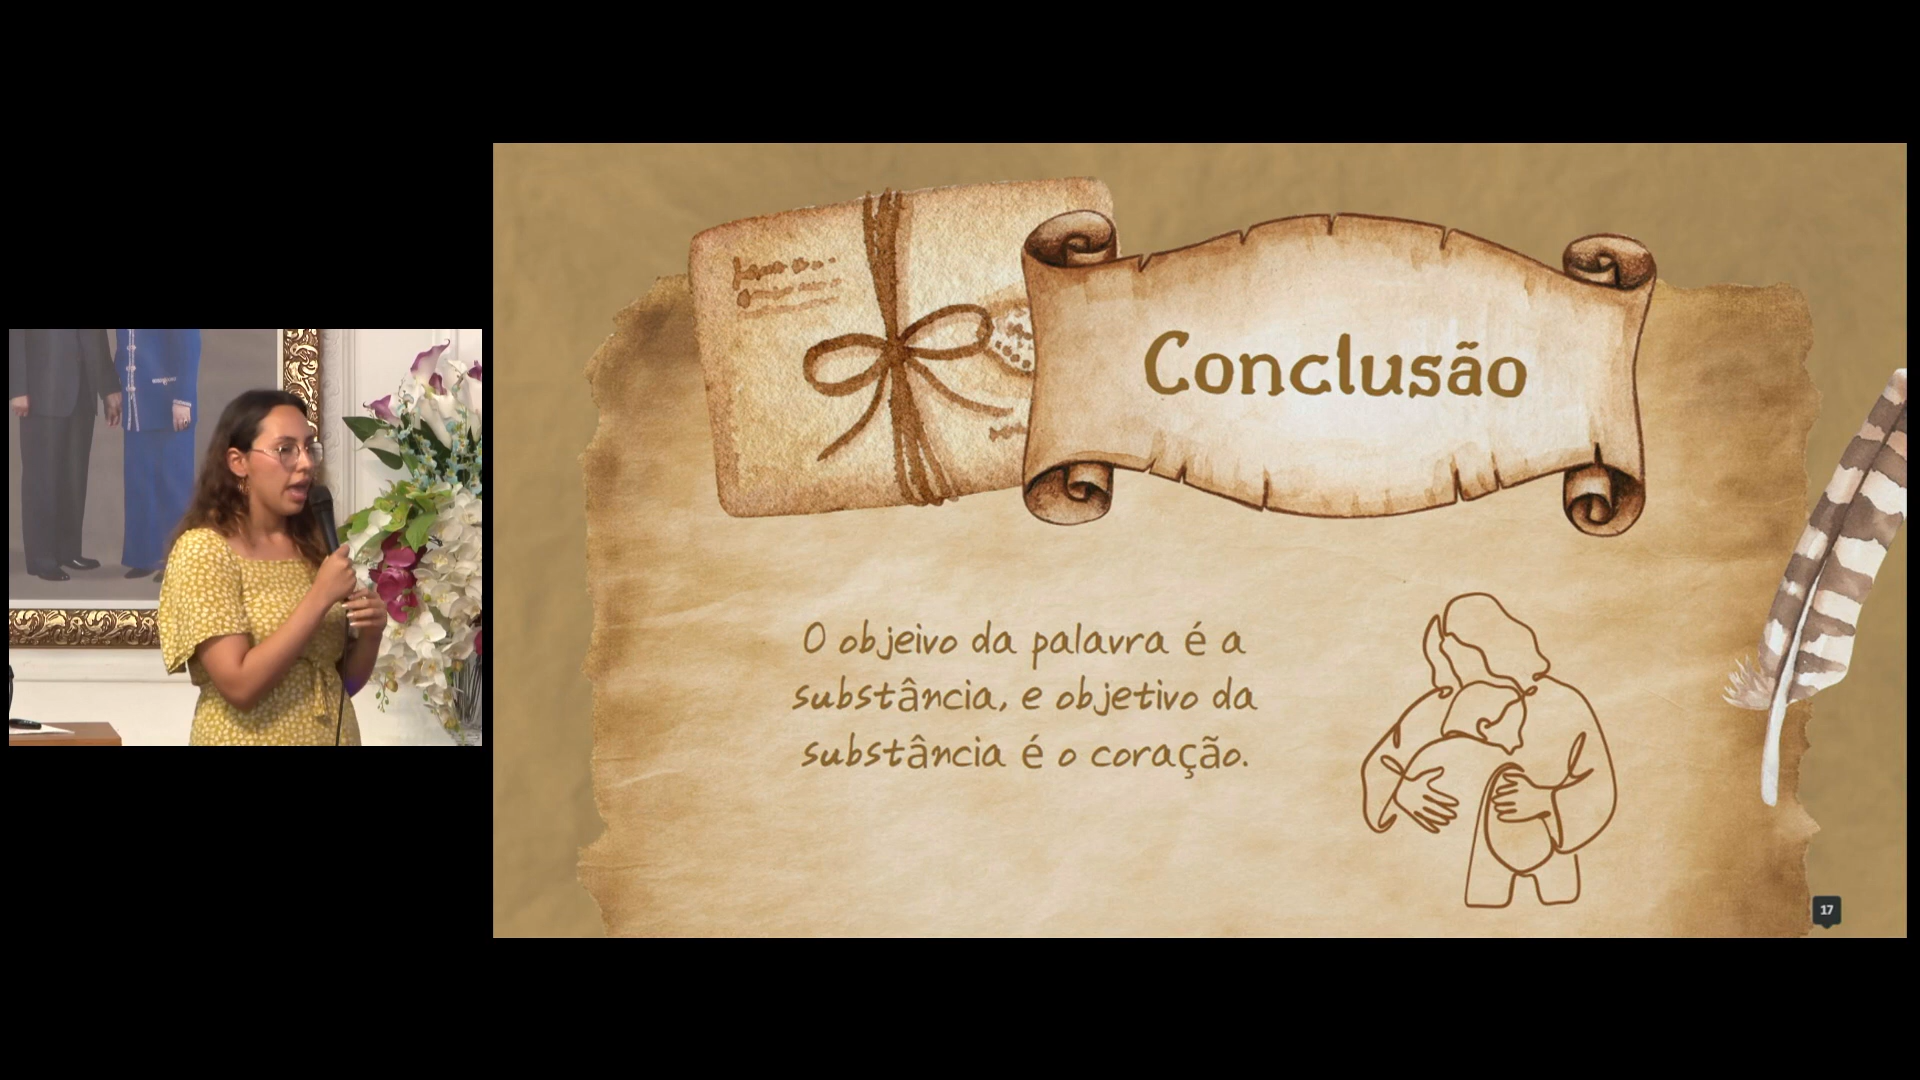 Conclusão
O objeivo da palavra é a
substância, e objetivo da
substância é o coração.
17